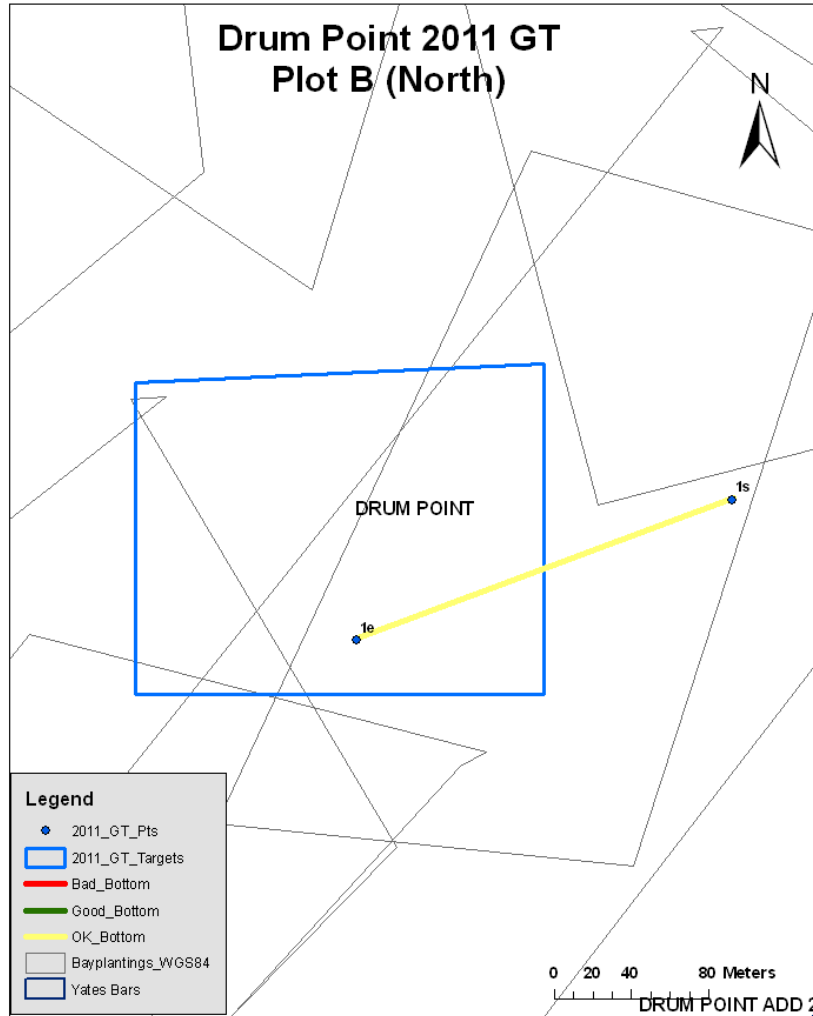 Drum Point 2011 GT
Plot B (North)
N
1s
DRUM POINT
1e
Legend
2011_GT_Pts
2011_GT_Targets
Bad_Bottom
Good_Bottom
OK_Bottom
Bayplantings_WGS84
Yates Bars
0 20 40 80 Meters
DRUM POINT ADD 2